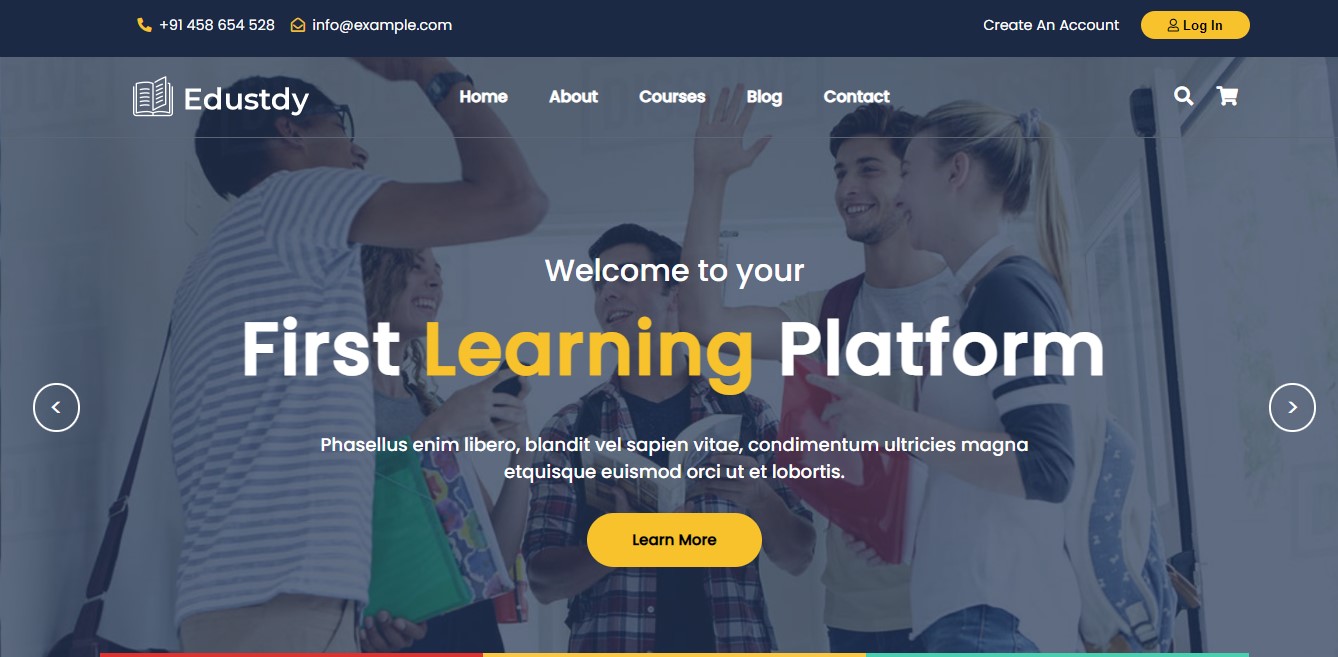 +91 458 654 528 info@example.com Create An Account Log In
Edustdy Home About Courses Blog Contact
Welcome to your
First Learning Platform
< >
Phasellus enim libero, blandit vel sapien vitae, condimentum ultricies magna
etquisque euismod orci ut et lobortis.
Learn More